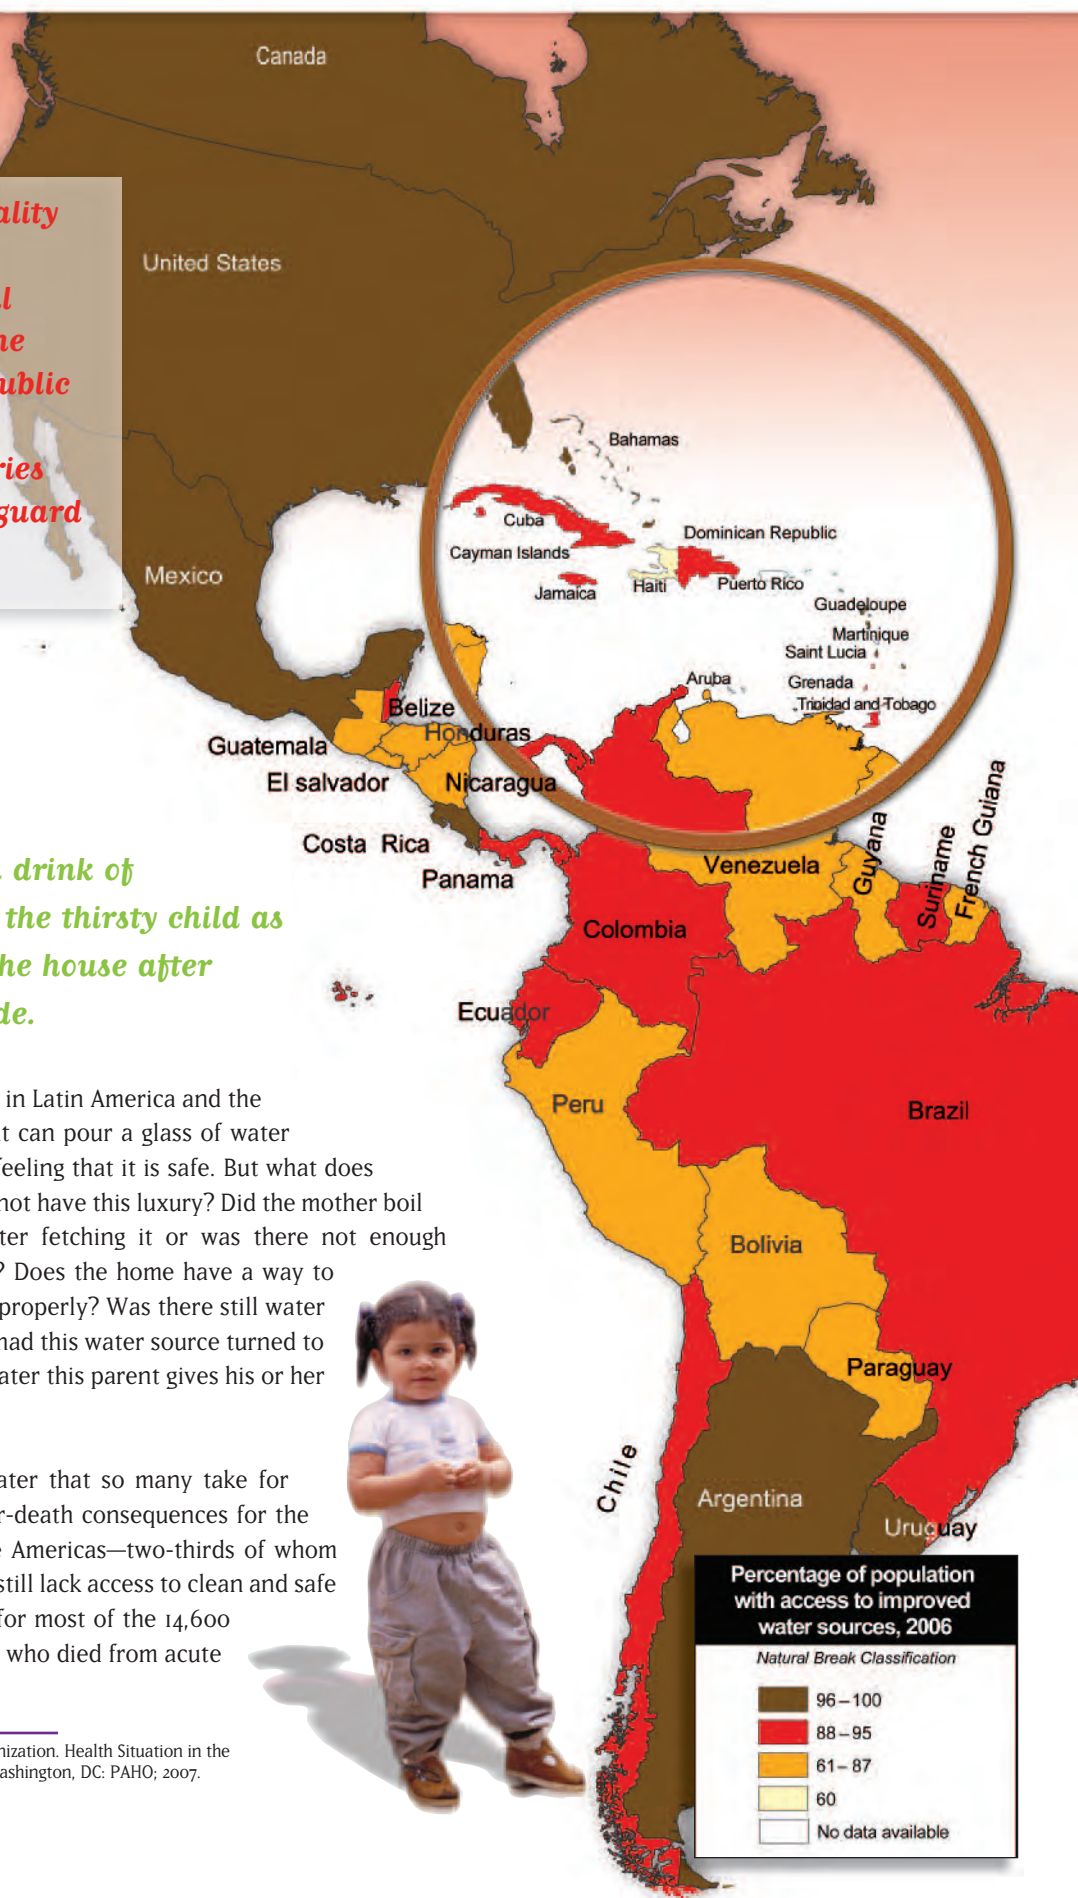 Canada
ality
United States
al
he
ublic
ries
guard
Bahamas
Cuba
Dominican Republic
Cayman Islands
Mexico
Jamaica
Haiti
Puerto Rico
Guadeloupe
Martinique
Saint Lucia
Aruba
Grenada
Trinidad and Tobago
Belize
Honduras
Guatemala
El salvador
Nicaragua
Costa Rica
Panama
Venezuela
Guyana
Suriname
French Guiana
Colombia
Ecuador
Peru
Brazil
Bolivia
Paraguay
Chile
Argentina
Uruguay
drink of
the thirsty child as
he house after
de.
in Latin America and the
t can pour a glass of water
feeling that it is safe. But what does
not have this luxury? Did the mother boil
ter fetching it or was there not enough
? Does the home have a way to
properly? Was there still water
had this water source turned to
ater this parent gives his or her
ater that so many take for
r-death consequences for the
e Americas—two-thirds of whom
still lack access to clean and safe
for most of the 14,600
who died from acute
nization. Health Situation in the
ashington, DC: PAHO; 2007.
Percentage of population
with access to improved
water sources, 2006
Natural Break Classification
96–100
88–95
61–87
60
No data available